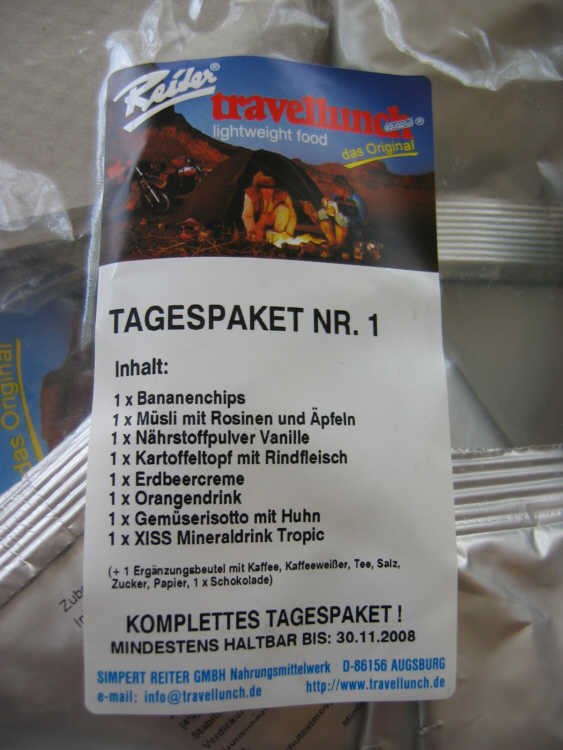 Reiter®
travellunch®
lightweight food
das Original
TAGESPAKET NR. 1
Inhalt:
1 x Bananenchips
1 x Müsli mit Rosinen und Äpfeln
1 x Nährstoffpulver Vanille
1 x Kartoffeltopf mit Rindfleisch
1 x Erdbeercreme
1 x Orangendrink
1 x Gemüserisotto mit Huhn
1 x XISS Mineraldrink Tropic
(+ 1 Ergänzungsbeutel mit Kaffee, Kaffeeweißer, Tee, Salz,
Zucker, Papier, 1 x Schokolade)
KOMPLETTES TAGESPAKET !
MINDESTENS HALTBAR BIS: 30.11.2008
SIMPERT REITER GMBH Nahrungsmittelwerk D-86156 AUGSBURG
e-mail: info@travellunch.de http://www.travellunch.de
das Original